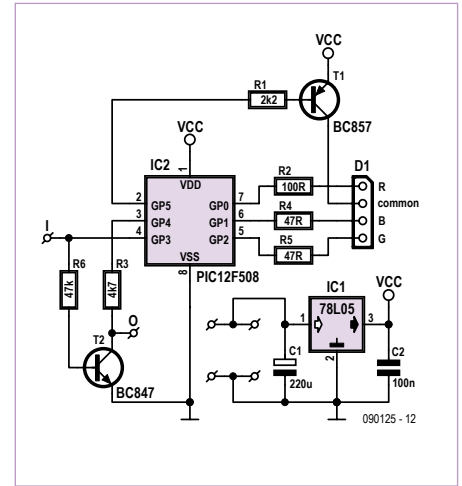 VCC
T1
R1
2k2
BC857
VCC
IC2
D1
R2
100R
R
1
VDD
common
2
GP5
GP0
7
R4
47R
B
I
3
GP4
GP1
6
4
GP3
GP2
5
R5
47R
G
VSS
8
PIC12F508
R6
47k
R3
4k7
O
T2
BC847
IC1
VCC
1
78L05
3
2
C1
220u
C2
100n
090125 - 12